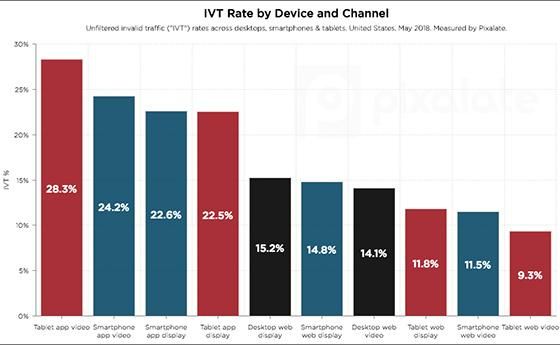 IVT Rate by Device and Channel
Unfiltered invalid traffic ("IVT") rates across desktops, smartphones & tablets. United States. May 2018. Measured by Pixalate.
pixalate
30%
25%
20%
15%
10%
5%
0%
IVT %
28.3%
24.2%
22.6%
22.5%
15.2%
14.8%
14.1%
11.8%
11.5%
9.3%
Tablet app video
Smartphone
app video
Smartphone
app display
Tablet app
display
Desktop web
display
Smartphone
web display
Desktop web
video
Tablet web
display
Smartphone
web video
Tablet web video